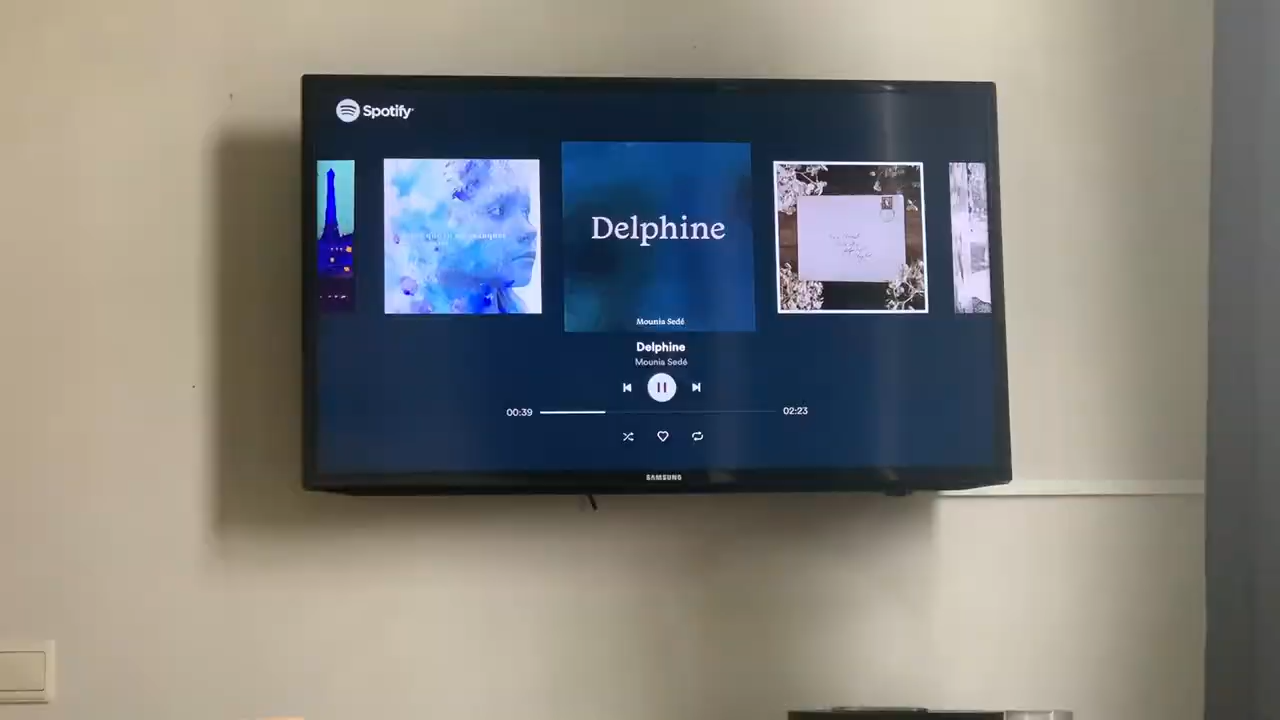 Spotify
Delphine
Mounia Sedé
Delphine
Mounia Sedé
00:39
02:23
SAMSUNG